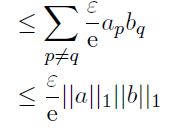 ≤ ∑_{p≠q} (ε/e) a_p b_q
≤ (ε/e) ||a||_1 ||b||_1